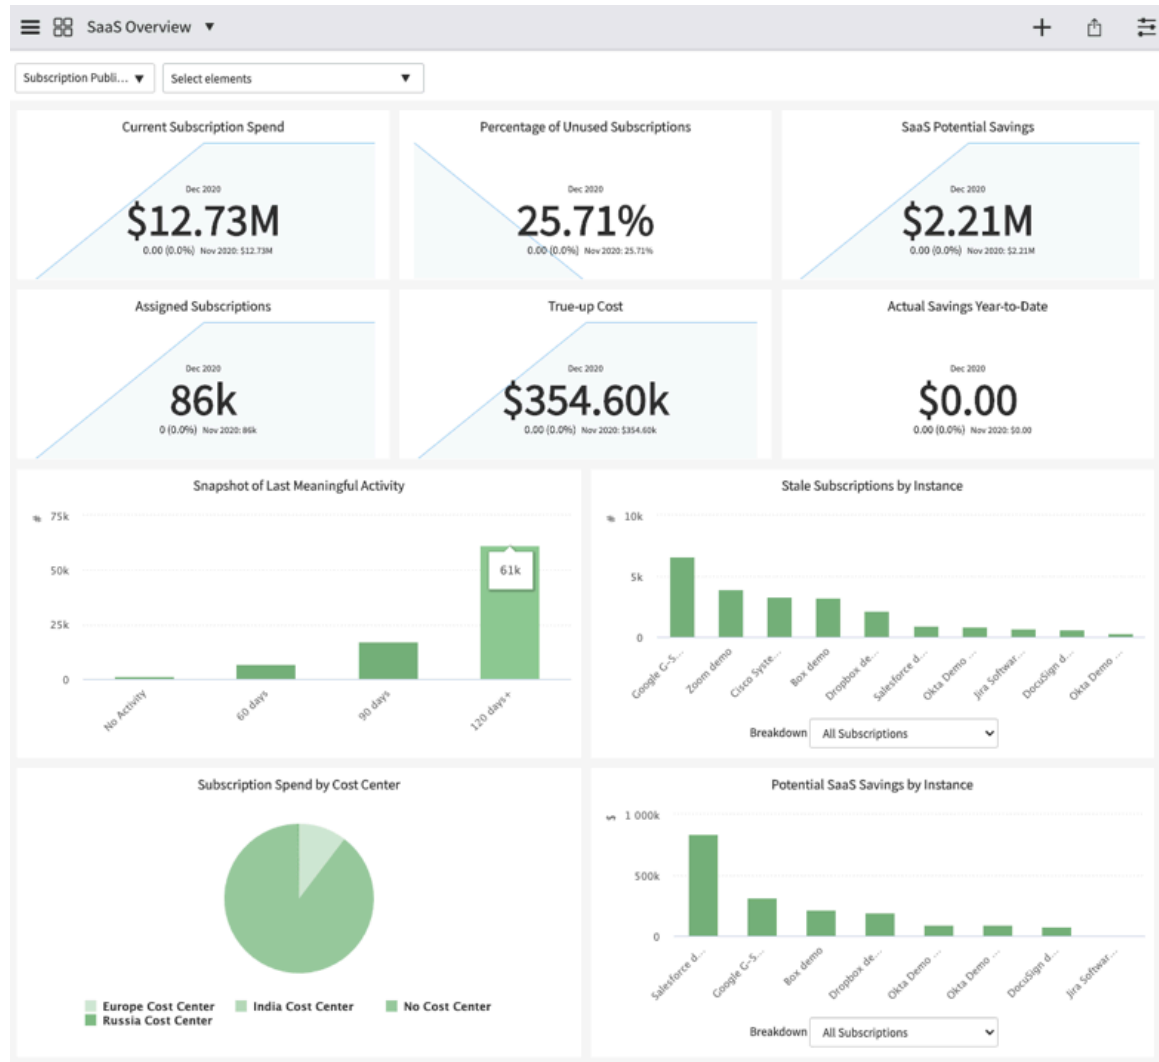 SaaS Overview ▼
Subscription Publi... ▼ Select elements ▼
Current Subscription Spend
Dec 2020
$12.73M
0.00 (0.0%) Nov 2020: $12.73M
Percentage of Unused Subscriptions
Dec 2020
25.71%
0.00 (0.0%) Nov 2020: 25.71%
SaaS Potential Savings
Dec 2020
$2.21M
0.00 (0.0%) Nov 2020: $2.21M
Assigned Subscriptions
Dec 2020
86k
0 (0.0%) Nov 2020: 86k
True-up Cost
Dec 2020
$354.60k
0.00 (0.0%) Nov 2020: $354.60k
Actual Savings Year-to-Date
Dec 2020
$0.00
0.00 (0.0%) Nov 2020: $0.00
Snapshot of Last Meaningful Activity
#
75k
50k
25k
0
61k
No Activity
60 days
90 days
120 days+
Stale Subscriptions by Instance
#
10k
5k
0
Google G-S...
Zoom demo
Cisco Syste...
Box demo
Dropbox de...
Salesforce d...
Okta Demo ...
Jira Softwar...
DocuSign d...
Okta Demo ...
Breakdown All Subscriptions
Subscription Spend by Cost Center
Europe Cost Center India Cost Center No Cost Center
Russia Cost Center
Potential SaaS Savings by Instance
$
1 000k
500k
0
Salesforce d...
Google G-S...
Box demo
Dropbox de...
Okta Demo ...
Okta Demo ...
DocuSign d...
Jira Softwar...
Breakdown All Subscriptions